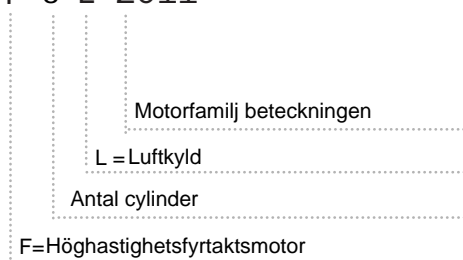 Motorfamilj beteckningen
L =Luftkyld
Antal cylinder
F=Höghastighetsfyrtaktsmotor